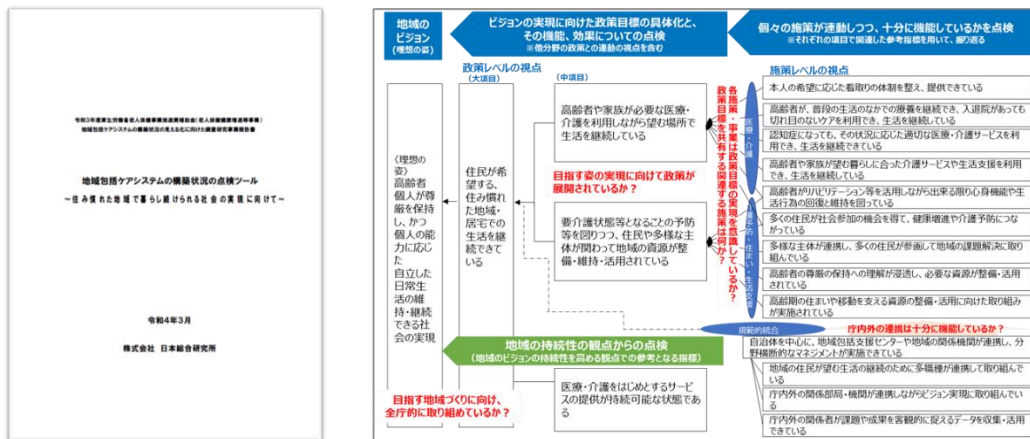 令和3年度厚生労働省老人保健事業推進費補助金（老人保健健康増進等事業）
地域包括ケアシステムの構築状況の見える化に向けた調査研究事業報告書
地域包括ケアシステムの構築状況の点検ツール
～住み慣れた地域で暮らし続けられる社会の実現に向けて～
令和4年3月
株式会社 日本総合研究所
地域の
ビジョン
（理想の姿）
ビジョンの実現に向けた政策目標の具体化と、
その機能、効果についての点検
※他分野の政策との連動の視点を含む
個々の施策が連動しつつ、十分に機能しているかを点検
※それぞれの項目で関連した参考指標を用いて、振り返る
政策レベルの視点
（大項目）
（中項目）
施策レベルの視点
（理想の
姿）
高齢者
個人が尊
厳を保持
し、かつ
個人の能
力に応じ
た
自立した
日常生
活の維
持・継続
できる社
会の実現
住民が希
望する、
住み慣れ
た地域・
居宅での
生活を継
続できて
いる
高齢者や家族が必要な医療・
介護を利用しながら望む場所で
生活を継続している
目指す姿の実現に向けて政策が
展開されているか？
要介護状態等となることの予防
等を図りつつ、住民や多様な主
体が関わって地域の資源が整
備・維持・活用されている
各施策・事業は政策目標の実現を意識しているか？
政策目標を共有する関連する施策は何か？
医療・介護
介護予防・住まい・生活支援
本人の希望に応じた看取りの体制を整え、提供できている
高齢者が、普段の生活のなかでの療養を継続でき、入退院があっても
切れ目のないケアを利用でき、生活を継続できている
認知症になっても、その状況に応じた適切な医療・介護サービスを利
用でき、生活を継続できている
高齢者や家族が望む暮らしに合った介護サービスや生活支援を利
用でき、生活を継続できている
高齢者がリハビリテーション等を活用しながら出来る限り心身機能や生
活行為の回復と維持を図っている
多くの住民が社会参加の機会を得て、健康増進や介護予防につな
がっている
多様な主体が連携し、多くの住民が参画して地域の課題解決に取り
組んでいる
高齢者の尊厳の保持への理解が浸透し、必要な資源が整備・活用
されている
高齢期の住まいや移動を支える資源の整備・活用に向けた取り組み
が実施されている
規範的統合
庁内外の連携は十分に機能しているか？
自治体を中心に、地域包括支援センターや地域の関係機関が連携し、分
野横断的なマネジメントが実施できている
地域の住民が望む生活の継続のために多職種が連携して取り組んで
いる
庁内外の関係部局・機関が連携しながらビジョン実現に取り組んでい
る
庁内外の関係者が課題や成果を客観的に捉えるデータを収集・活用
できている
地域の持続性の観点からの点検
（地域のビジョンの持続性を高める観点での参考となる指標）
医療・介護をはじめとするサービ
スの提供が持続可能な状態であ
る
目指す地域づくりに向け、
全庁的に取り組めているか？